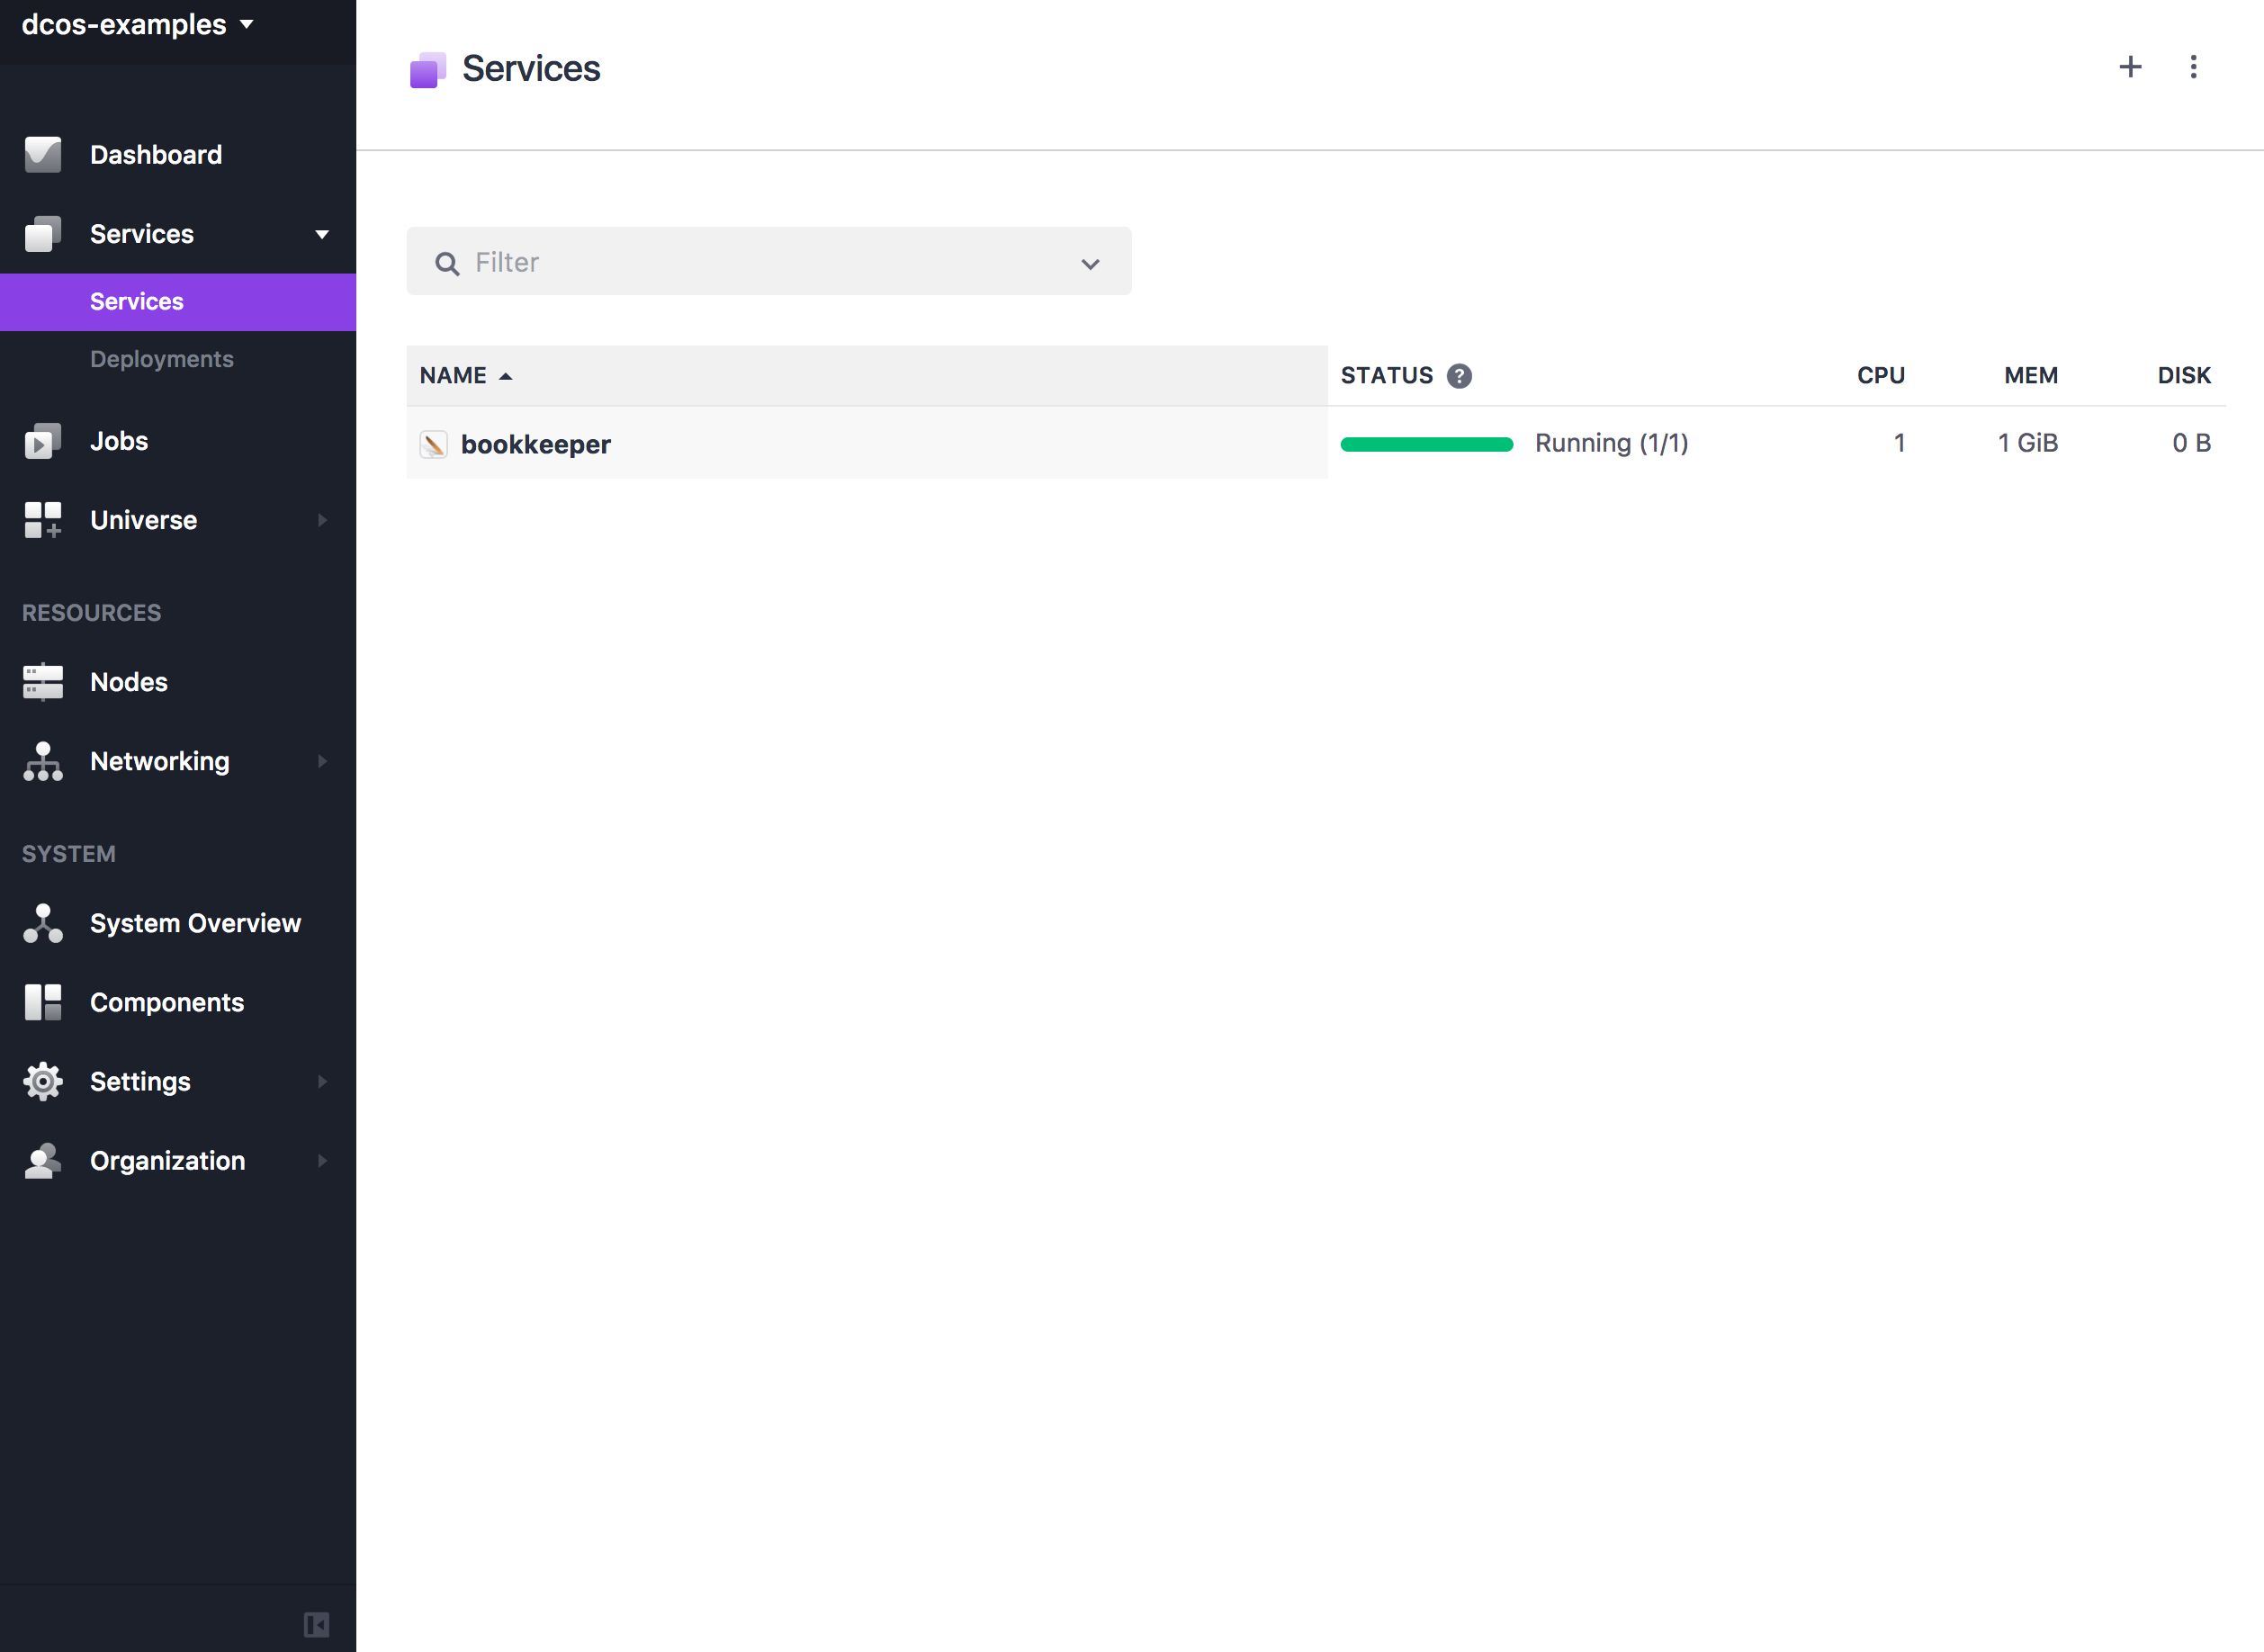 dcos-examples
Dashboard
Services
Services
Deployments
Jobs
Universe
RESOURCES
Nodes
Networking
SYSTEM
System Overview
Components
Settings
Organization
Services
Filter
NAME STATUS ? CPU MEM DISK
bookkeeper Running (1/1) 1 1 GiB 0 B